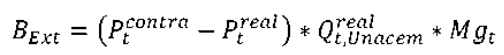 B_{Ext} = (P_t^{contra} − P_t^{real}) * Q_{t,Unacem}^{real} * Mg_t